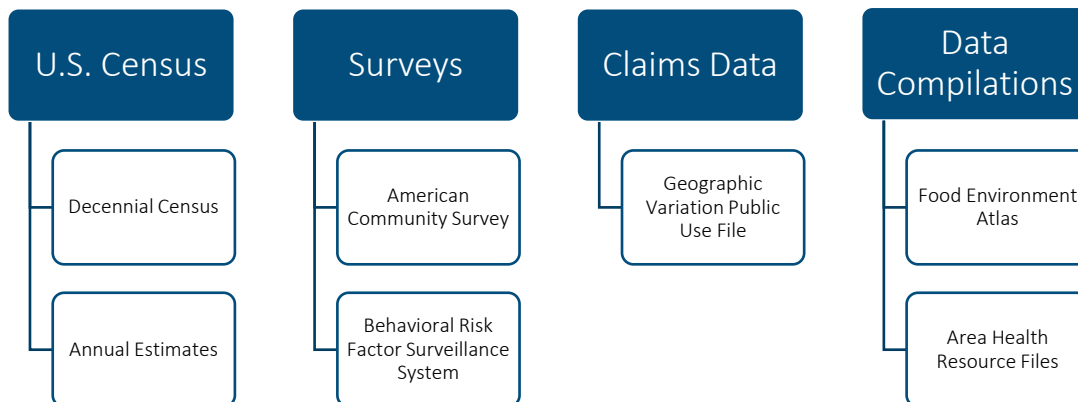 U.S. Census
Decennial Census
Annual Estimates
Surveys
American
Community Survey
Behavioral Risk
Factor Surveillance
System
Claims Data
Geographic
Variation Public
Use File
Data
Compilations
Food Environment
Atlas
Area Health
Resource Files